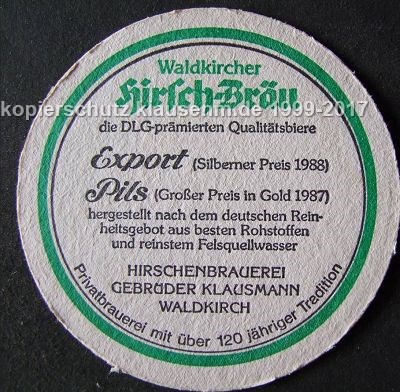 Waldkircher
Hirsch-Bräu
kopierschutz.klausehm.de 1999-2017
die DLG-prämierten Qualitätsbiere
Export (Silberner Preis 1988)
Pils (Großer Preis in Gold 1987)
hergestellt nach dem deutschen Rein-
heitsgebot aus besten Rohstoffen
und reinstem Felsquellwasser
HIRSCHENBRAUEREI
GEBRÜDER KLAUSMANN
WALDKIRCH
Privatbrauerei mit über 120 jähriger Tradition